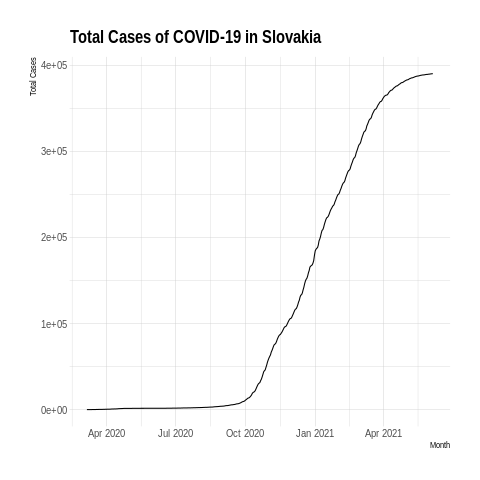 Total Cases of COVID-19 in Slovakia
Total Cases
4e+05
3e+05
2e+05
1e+05
0e+00
Apr 2020 Jul 2020 Oct 2020 Jan 2021 Apr 2021
Month